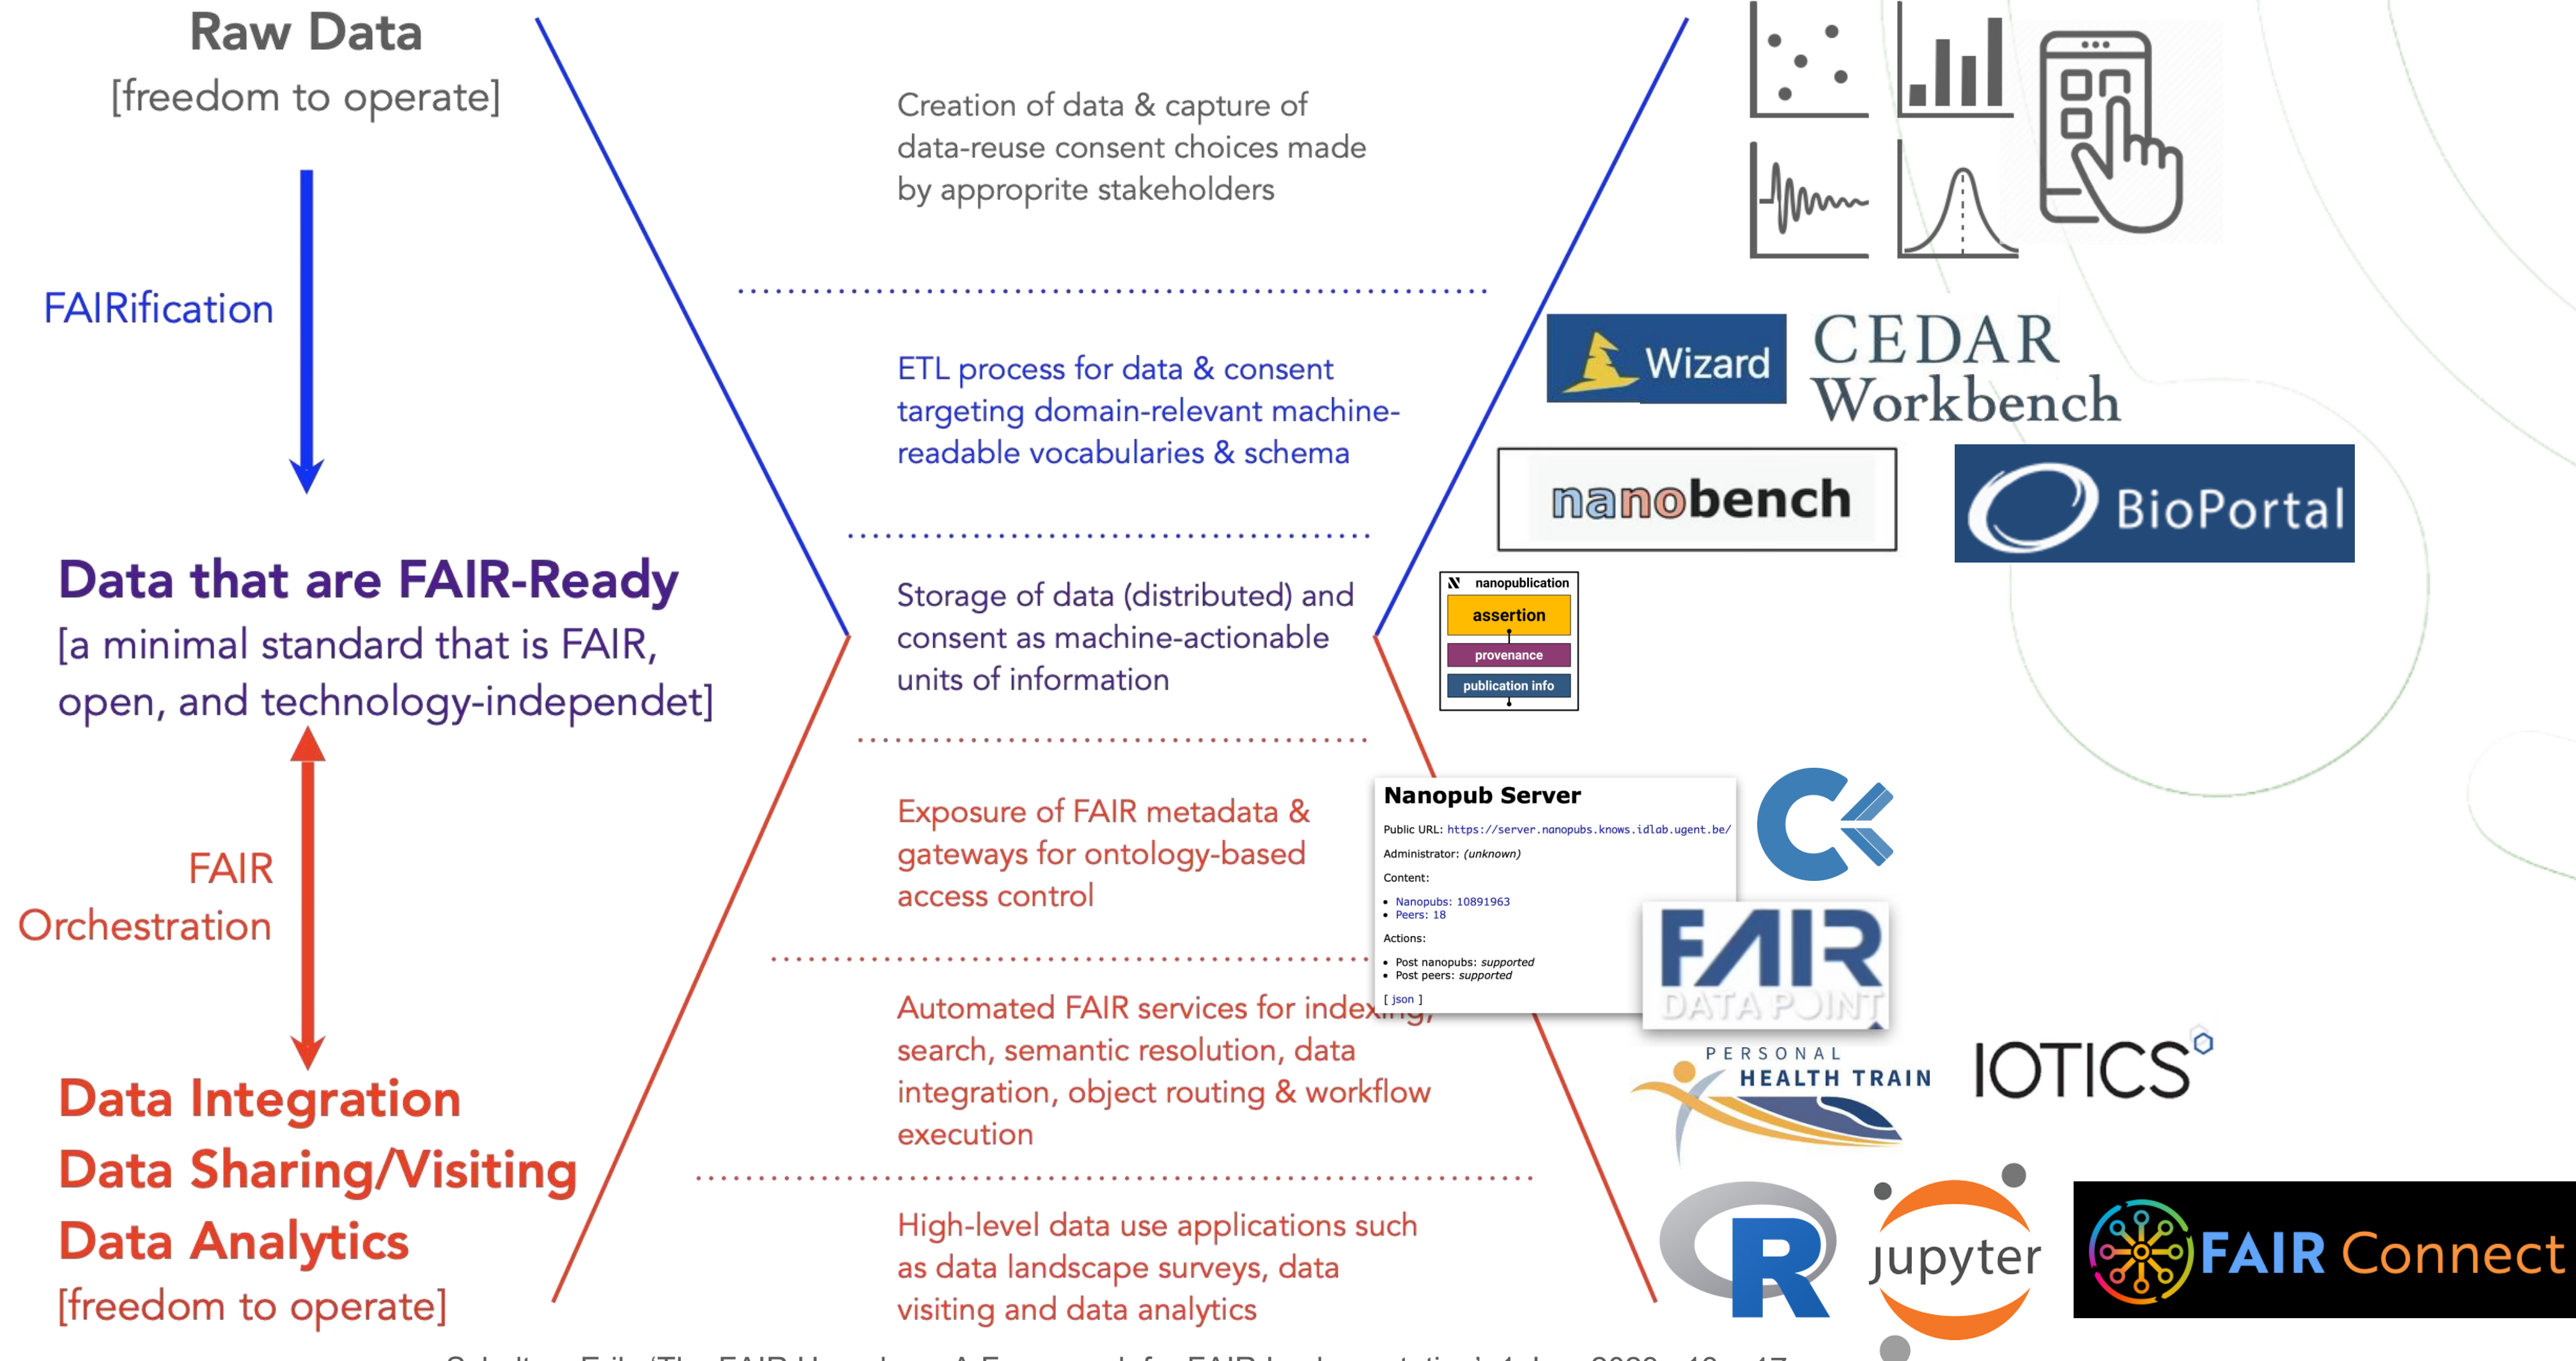 Raw Data
[freedom to operate]
FAIRification
Data that are FAIR-Ready
[a minimal standard that is FAIR,
open, and technology-independet]
FAIR
Orchestration
Data Integration
Data Sharing/Visiting
Data Analytics
[freedom to operate]
Creation of data & capture of
data-reuse consent choices made
by approprite stakeholders
ETL process for data & consent
targeting domain-relevant machine-
readable vocabularies & schema
Storage of data (distributed) and
consent as machine-actionable
units of information
Exposure of FAIR metadata &
gateways for ontology-based
access control
Automated FAIR services for indexing,
search, semantic resolution, data
integration, object routing & workflow
execution
High-level data use applications such
as data landscape surveys, data
visiting and data analytics
Wizard
CEDAR
Workbench
nanobench
BioPortal
nanopublication
assertion
provenance
publication info
Nanopub Server
Public URL: https://server.nanopubs.knows.idlab.ugent.be/
Administrator: (unknown)
Content:
• Nanopubs: 10891963
• Peers: 18
Actions:
• Post nanopubs: supported
• Post peers: supported
[ json ]
FAIR
DATA POINT
PERSONAL
HEALTH TRAIN
IOTICS
R
jupyter
FAIR Connect